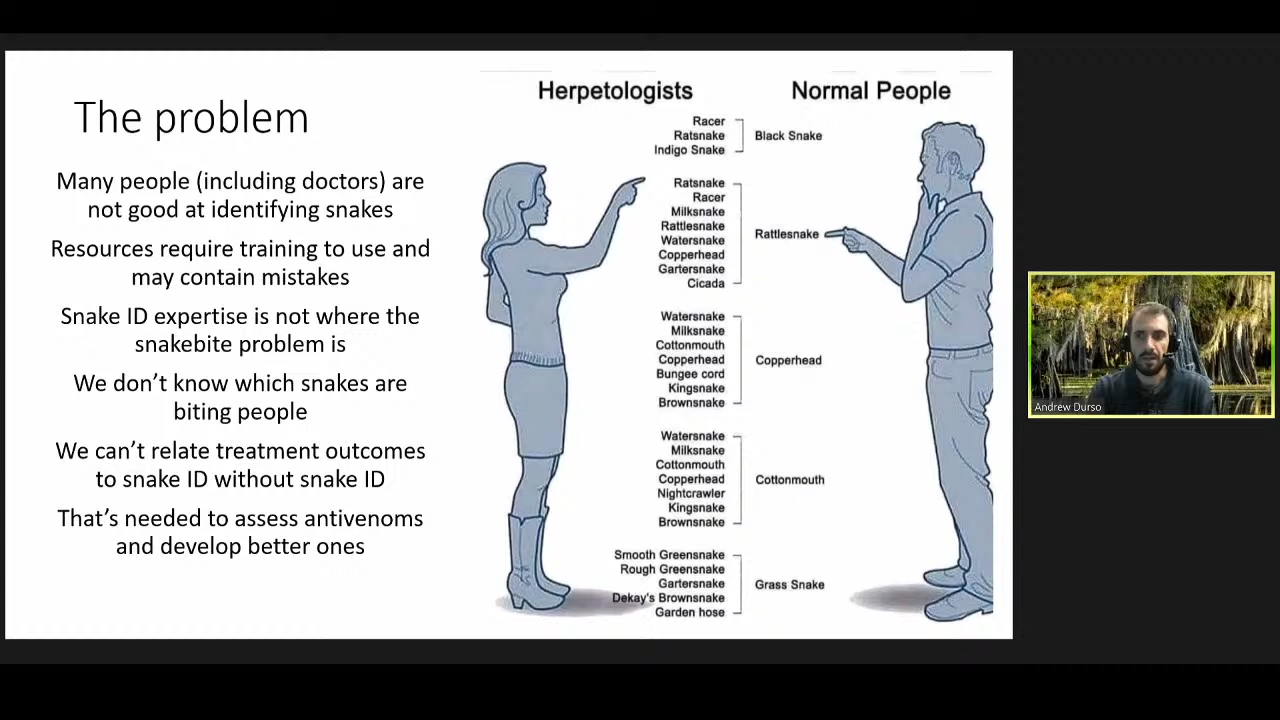 The problem
Many people (including doctors) are
not good at identifying snakes
Resources require training to use and
may contain mistakes
Snake ID expertise is not where the
snakebite problem is
We don't know which snakes are
biting people
We can't relate treatment outcomes
to snake ID without snake ID
That's needed to assess antivenoms
and develop better ones
Herpetologists
Normal People
Racer
Ratsnake
Indigo Snake
Black Snake
Ratsnake
Racer
Milksnake
Rattlesnake
Watersnake
Copperhead
Gartersnake
Cicada
Rattlesnake
Watersnake
Milksnake
Cottonmouth
Copperhead
Bungee cord
Kingsnake
Brownsnake
Copperhead
Watersnake
Milksnake
Cottonmouth
Copperhead
Nightcrawler
Kingsnake
Brownsnake
Cottonmouth
Smooth Greensnake
Rough Greensnake
Gartersnake
Dekay's Brownsnake
Garden hose
Grass Snake
Andrew Durso